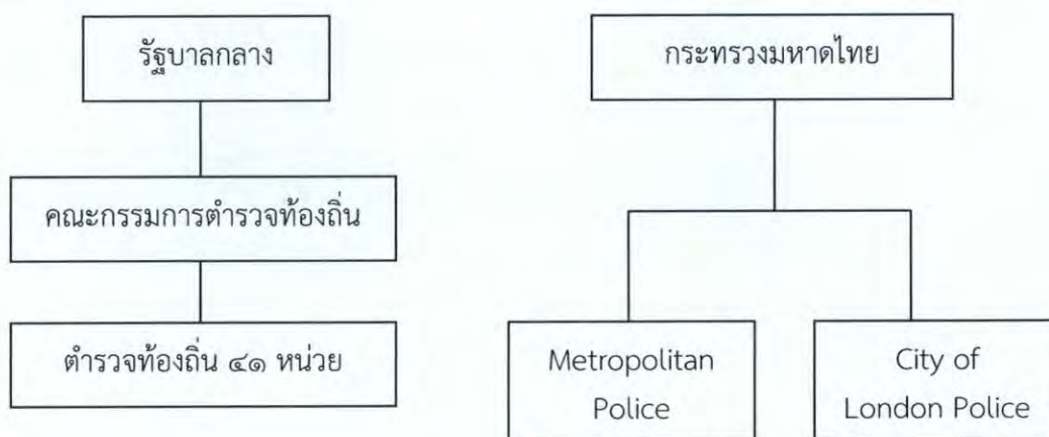 รัฐบาลกลาง
คณะกรรมการตำรวจท้องถิ่น
ตำรวจท้องถิ่น ๔๑ หน่วย
กระทรวงมหาดไทย
Metropolitan
Police
City of
London Police